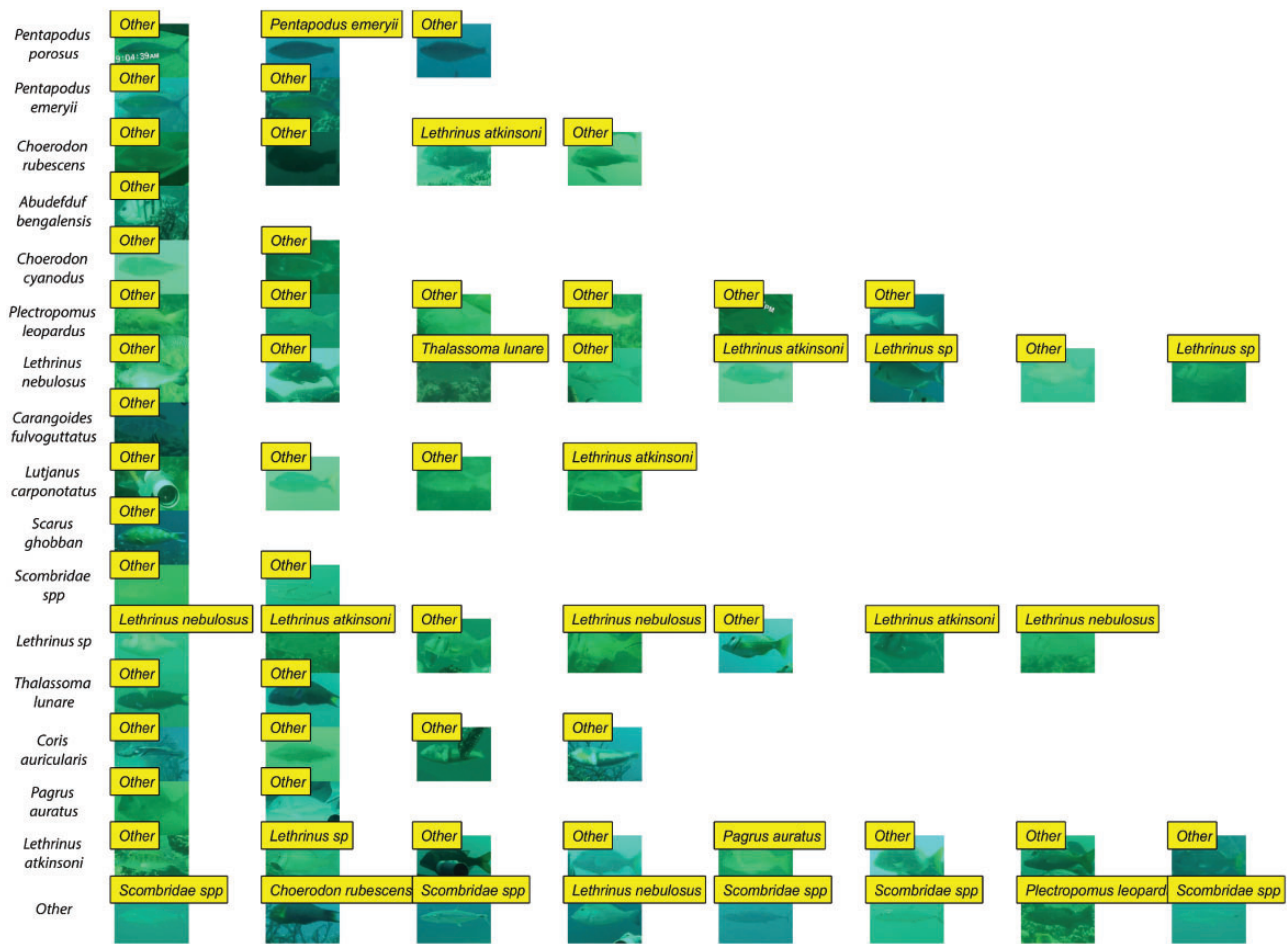 Pentapodus porosus
Other
Pentapodus emeryii
Other
9:04:39AM
Pentapodus emeryii
Other
Other
Choerodon rubescens
Other
Other
Lethrinus atkinsoni
Other
Abudefduf bengalensis
Other
Choerodon cyanodus
Other
Other
Plectropomus leopardus
Other
Other
Other
Other
Other
Other
PM
Lethrinus nebulosus
Other
Other
Thalassoma lunare
Other
Lethrinus atkinsoni
Lethrinus sp
Other
Lethrinus sp
Carangoides fulvoguttatus
Other
Lutjanus carponotatus
Other
Other
Other
Lethrinus atkinsoni
Scarus ghobban
Other
Scombridae spp
Other
Other
Lethrinus sp
Lethrinus nebulosus
Lethrinus atkinsoni
Other
Lethrinus nebulosus
Other
Lethrinus atkinsoni
Lethrinus nebulosus
Thalassoma lunare
Other
Other
Coris auricularis
Other
Other
Other
Other
Pagrus auratus
Other
Other
Lethrinus atkinsoni
Other
Lethrinus sp
Other
Other
Pagrus auratus
Other
Other
Other
Other
Scombridae spp
Choerodon rubescens
Scombridae spp
Lethrinus nebulosus
Scombridae spp
Scombridae spp
Plectropomus leopard
Scombridae spp